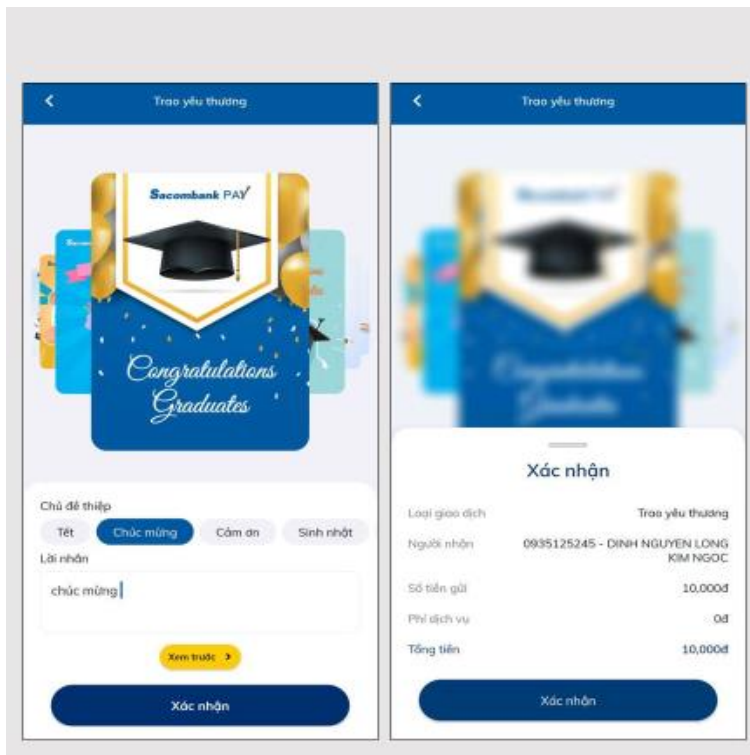 Trao yêu thương
Sacombank PAY
Congratulations
Graduates
Chủ đề thiệp
Tết
Chúc mừng
Cảm ơn
Sinh nhật
Lời nhắn
chúc mừng
Xem trước
Xác nhận
Trao yêu thương
Xác nhận
Loại giao dịch
Trao yêu thương
Người nhận
0935125245 - DINH NGUYEN LONG
KIM NGOC
Số tiền gửi
10,000đ
Phí dịch vụ
0đ
Tổng tiền
10,000đ
Xác nhận